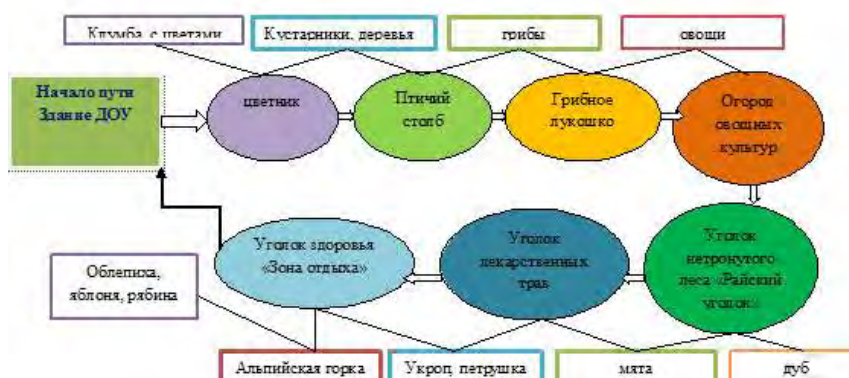 Клумба с цветами
Кустарники, деревья
грибы
овощи
Начало пути
Здание ДОУ
цветник
Птичий
столб
Грибное
лукошко
Огород
овощных
культур
Уголок здоровья
«Зона отдыха»
Уголок
лекарственных
трав
Уголок
нетронутого
леса «Райский
уголок»
Облепиха,
яблоня, рябина
Альпийская горка
Укроп, петрушка
мята
дуб